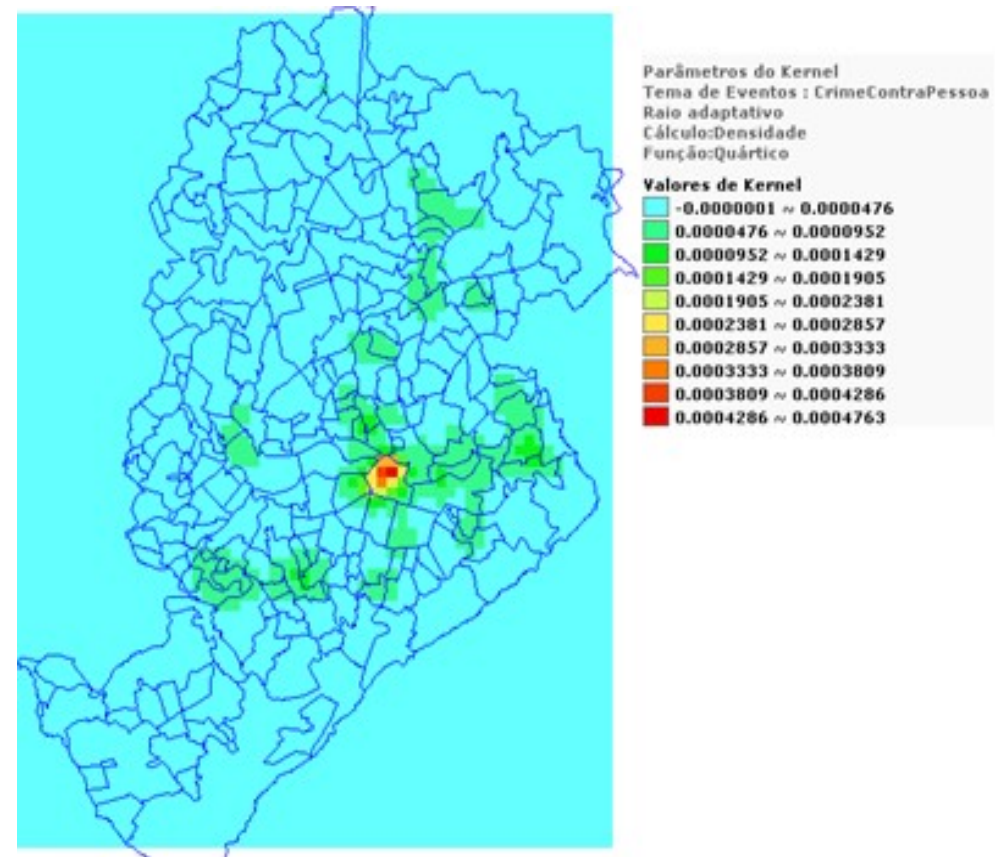 Parâmetros do Kernel
Tema de Eventos : CrimeContraPessoa
Raio adaptativo
Cálculo:Densidade
Função:Quártico
Valores de Kernel
-0.0000001 ~ 0.0000476
0.0000476 ~ 0.0000952
0.0000952 ~ 0.0001429
0.0001429 ~ 0.0001905
0.0001905 ~ 0.0002381
0.0002381 ~ 0.0002857
0.0002857 ~ 0.0003333
0.0003333 ~ 0.0003809
0.0003809 ~ 0.0004286
0.0004286 ~ 0.0004763